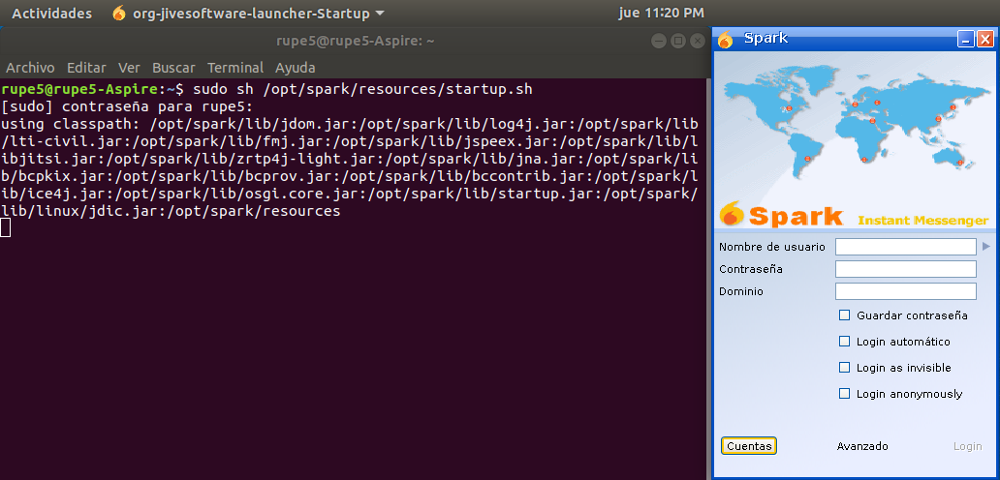 Actividades
org-jivesoftware-launcher-Startup
jue 11:20 PM
rupe5@rupe5-Aspire: ~
Archivo Editar Ver Buscar Terminal Ayuda
rupe5@rupe5-Aspire:~$ sudo sh /opt/spark/resources/startup.sh
[sudo] contraseña para rupe5:
using classpath: /opt/spark/lib/jdom.jar:/opt/spark/lib/log4j.jar:/opt/spark/lib
/lti-civil.jar:/opt/spark/lib/fmj.jar:/opt/spark/lib/jspeex.jar:/opt/spark/lib/l
ibjitsi.jar:/opt/spark/lib/zrtp4j-light.jar:/opt/spark/lib/jna.jar:/opt/spark/li
b/bcpkix.jar:/opt/spark/lib/bcprov.jar:/opt/spark/lib/bccontrib.jar:/opt/spark/l
ib/ice4j.jar:/opt/spark/lib/osgi.core.jar:/opt/spark/lib/startup.jar:/opt/spark/
lib/linux/jdic.jar:/opt/spark/resources
Spark
Spark Instant Messenger
Nombre de usuario
Contraseña
Dominio
Guardar contraseña
Login automático
Login as invisible
Login anonymously
Cuentas Avanzado Login